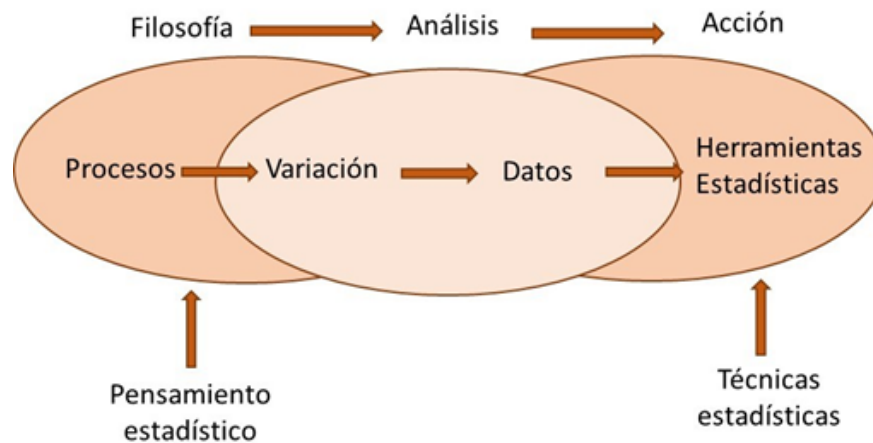 Filosofía
Análisis
Acción
Procesos
Variación
Datos
Herramientas
Estadísticas
Pensamiento
estadístico
Técnicas
estadísticas